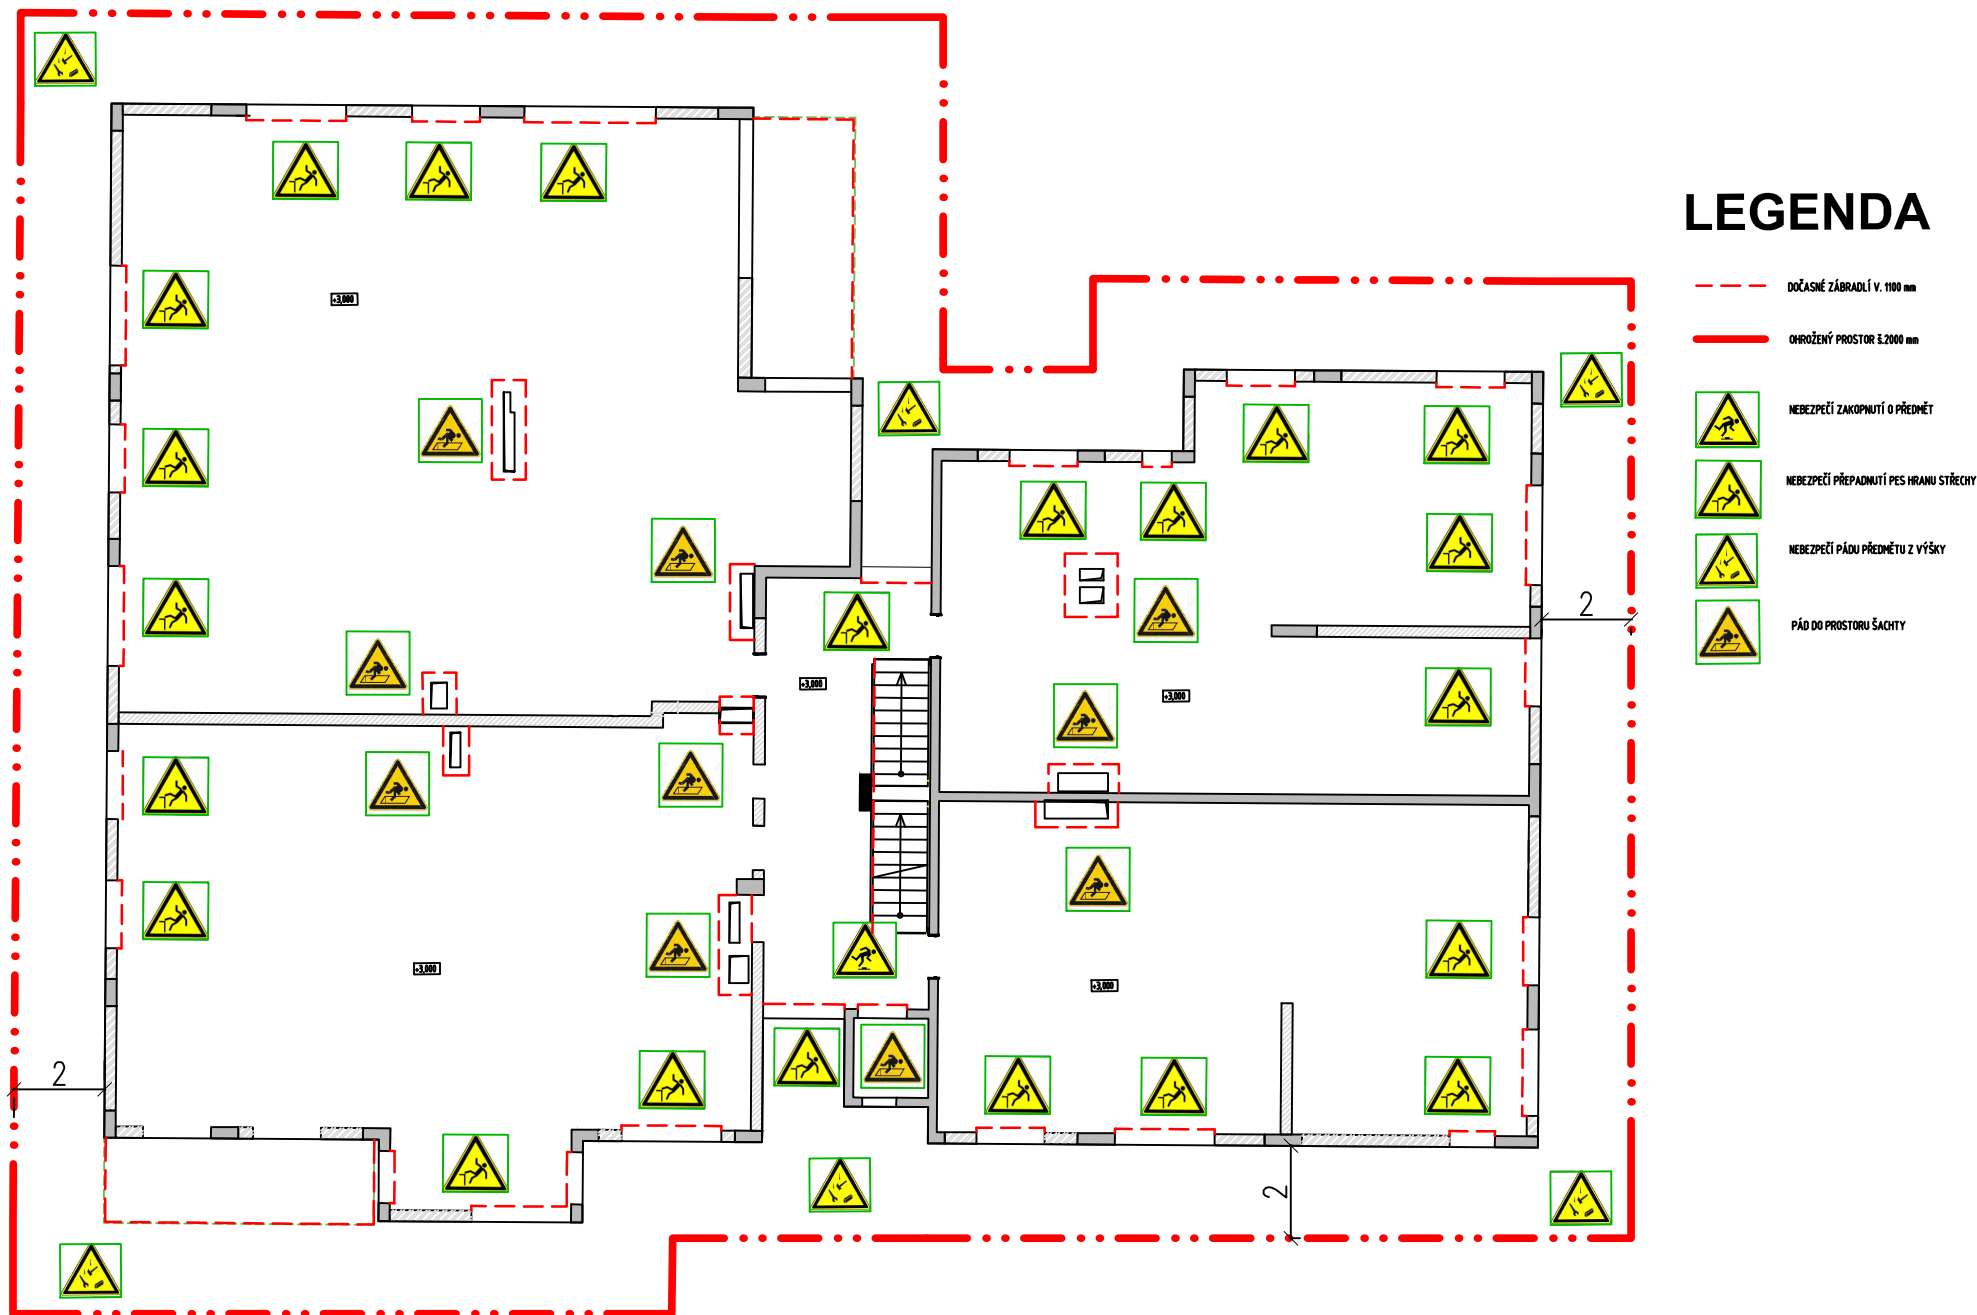 LEGENDA
DOČASNÉ ZÁBRADLÍ V. 1100 mm
OHROŽENÝ PROSTOR š.2000 mm
NEBEZPEČÍ ZAKOPNUTÍ O PŘEDMĚT
NEBEZPEČÍ PŘEPADNUTÍ PES HRANU STŘECHY
NEBEZPEČÍ PÁDU PŘEDMĚTU Z VÝŠKY
PÁD DO PROSTORU ŠACHTY
+3,000
2
+3,000
+3,000
+3,000
+3,000
2
2